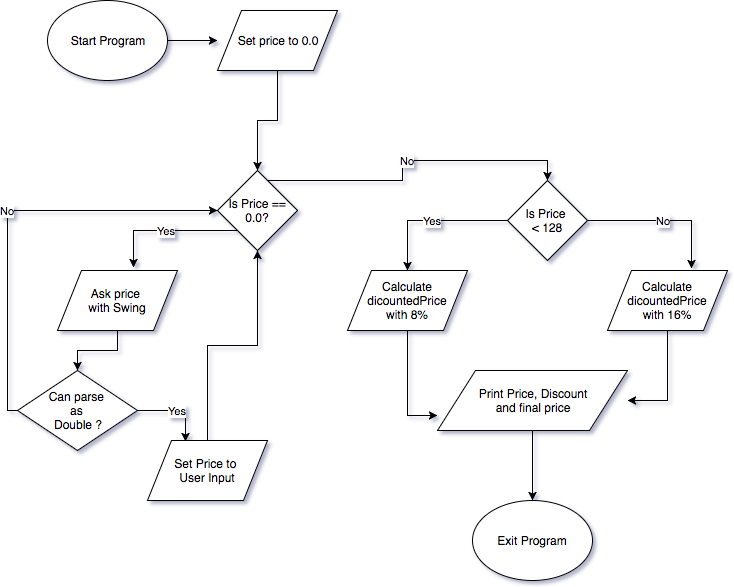 Start Program
Set price to 0.0
Is Price ==
0.0?
No
Yes
No
Ask price
with Swing
Can parse
as
Double ?
Yes
Set Price to
User Input
Is Price
< 128
Yes
No
Calculate
dicountedPrice
with 8%
Calculate
dicountedPrice
with 16%
Print Price, Discount
and final price
Exit Program